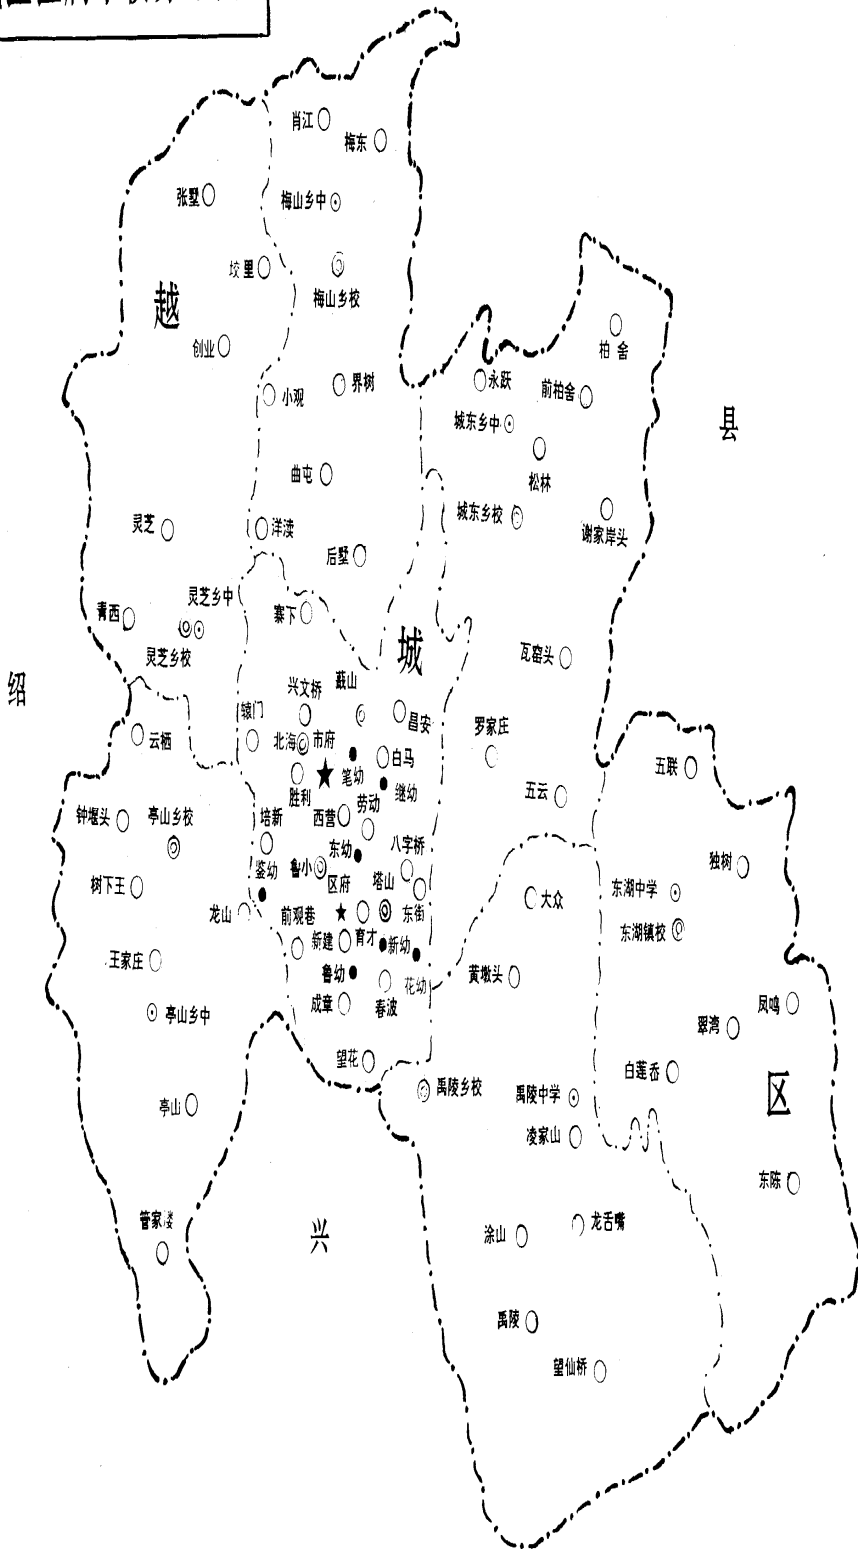 肖江
梅东
张墅
梅山乡中
坟里
梅山乡校
越
创业
柏舍
永跃
界树
前柏舍
小观
县
城东乡中
曲屯
松林
城东乡校
灵芝
洋渎
谢家岸头
后墅
灵芝乡中
青西
寨下
城
灵芝乡校
瓦窑头
绍
蕺山
兴文桥
辕门
昌安
罗家庄
云栖
北海
市府
白马
五联
笔幼
胜利
继幼
五云
劳动
钟堰头
亭山乡校
培新
西营
东幼
八字桥
鲁小
独树
鉴幼
塔山
树下王
区府
东湖中学
大众
龙山
前观巷
东街
东湖镇校
新建
育才
新幼
王家庄
鲁幼
黄墩头
花幼
成章
春波
凤鸣
亭山乡中
翠湾
望花
白莲岙
禹陵乡校
区
禹陵中学
亭山
凌家山
东陈
管家溇
龙舌嘴
兴
涂山
禹陵
望仙桥